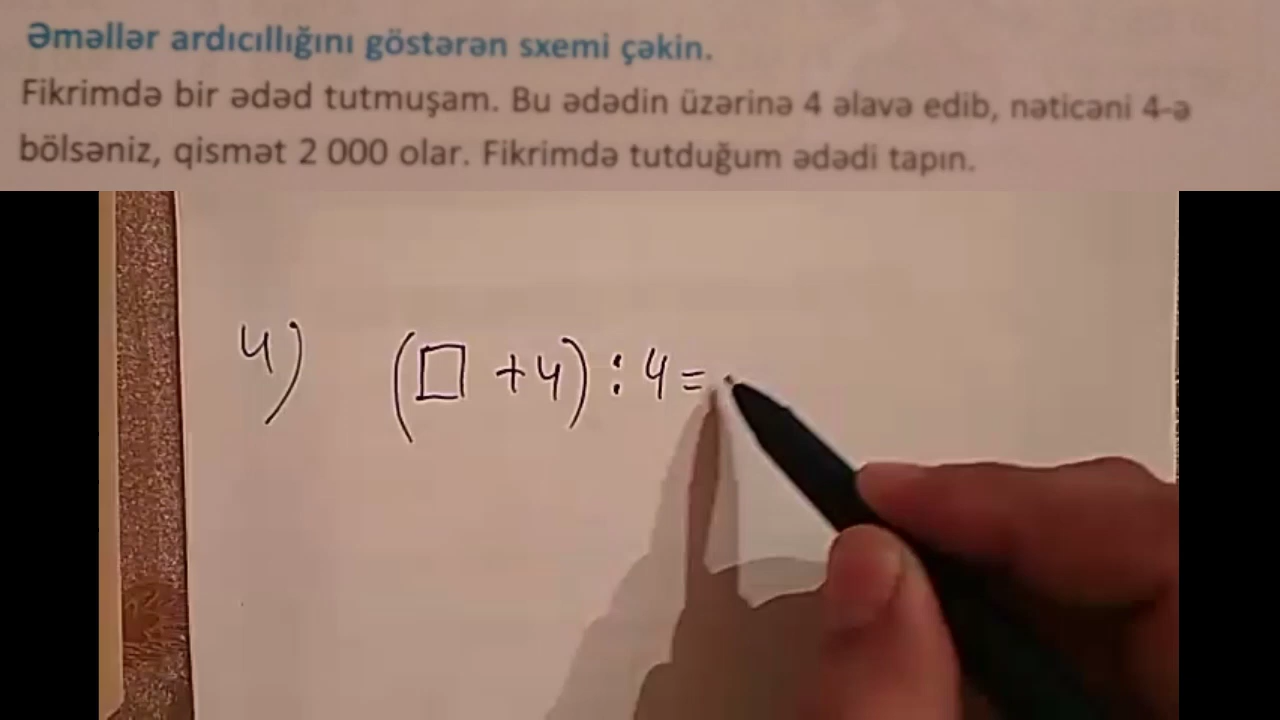 Əməllər ardıcıllığını göstərən sxemi çəkin.
Fikrimdə bir ədəd tutmuşam. Bu ədədin üzərinə 4 əlavə edib, nəticəni 4-ə
bölsəniz, qismət 2 000 olar. Fikrimdə tutduğum ədədi tapın.
4) (□ +4) : 4 =